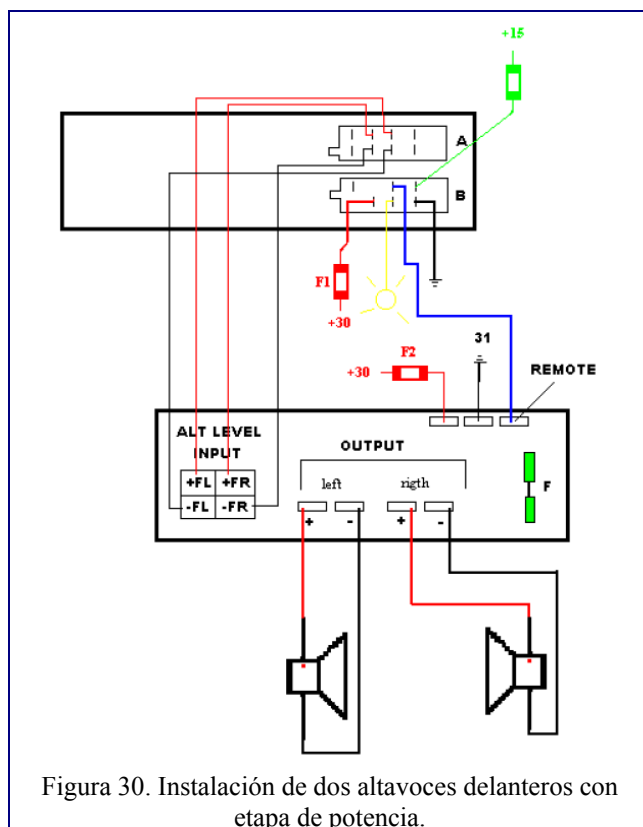 +15
A
B
F1
+30
31
F2
+30
REMOTE
ALT LEVEL
INPUT
OUTPUT
+FL +FR
-FL -FR
left
rigth
F
+ - + -
Figura 30. Instalación de dos altavoces delanteros con
etapa de potencia.